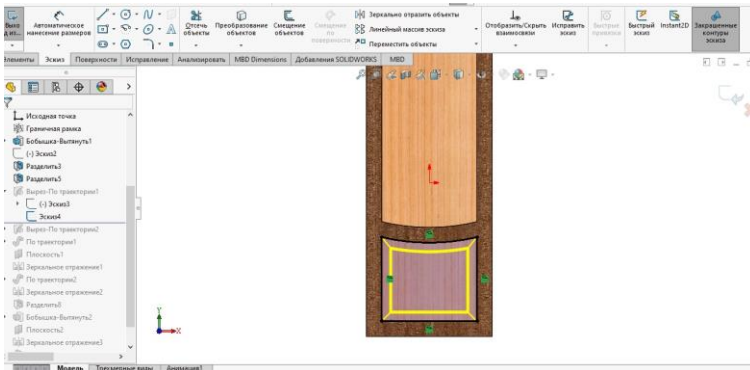 Автоматическое нанесение размеров
Отсечь объекты
Преобразование объектов
Смещение объектов
Смещение по поверхности
Зеркально отразить объекты
Линейный массив эскиза
Переместить объекты
Отобразить/Скрыть взаимосвязи
Исправить эскиз
Быстрые привязки
Быстрый эскиз
Instant2D
Закрашенные контуры эскиза
Эскиз Поверхности Исправление Анализировать MBD Dimensions Добавления SOLIDWORKS MBD
Исходная точка
Граничная рамка
Бобышка-Вытянуть1
(-) Эскиз2
Разделить3
Разделить5
Вырез-По траектории1
(-) Эскиз3
Эскиз4
Вырез-По траектории2
По траектории1
Плоскость1
Зеркальное отражение1
По траектории2
Зеркальное отражение2
Разделить8
Бобышка-Вытянуть2
Плоскость2
Зеркальное отражение3
Y
X
Модель Трехмерные виды Анимация1